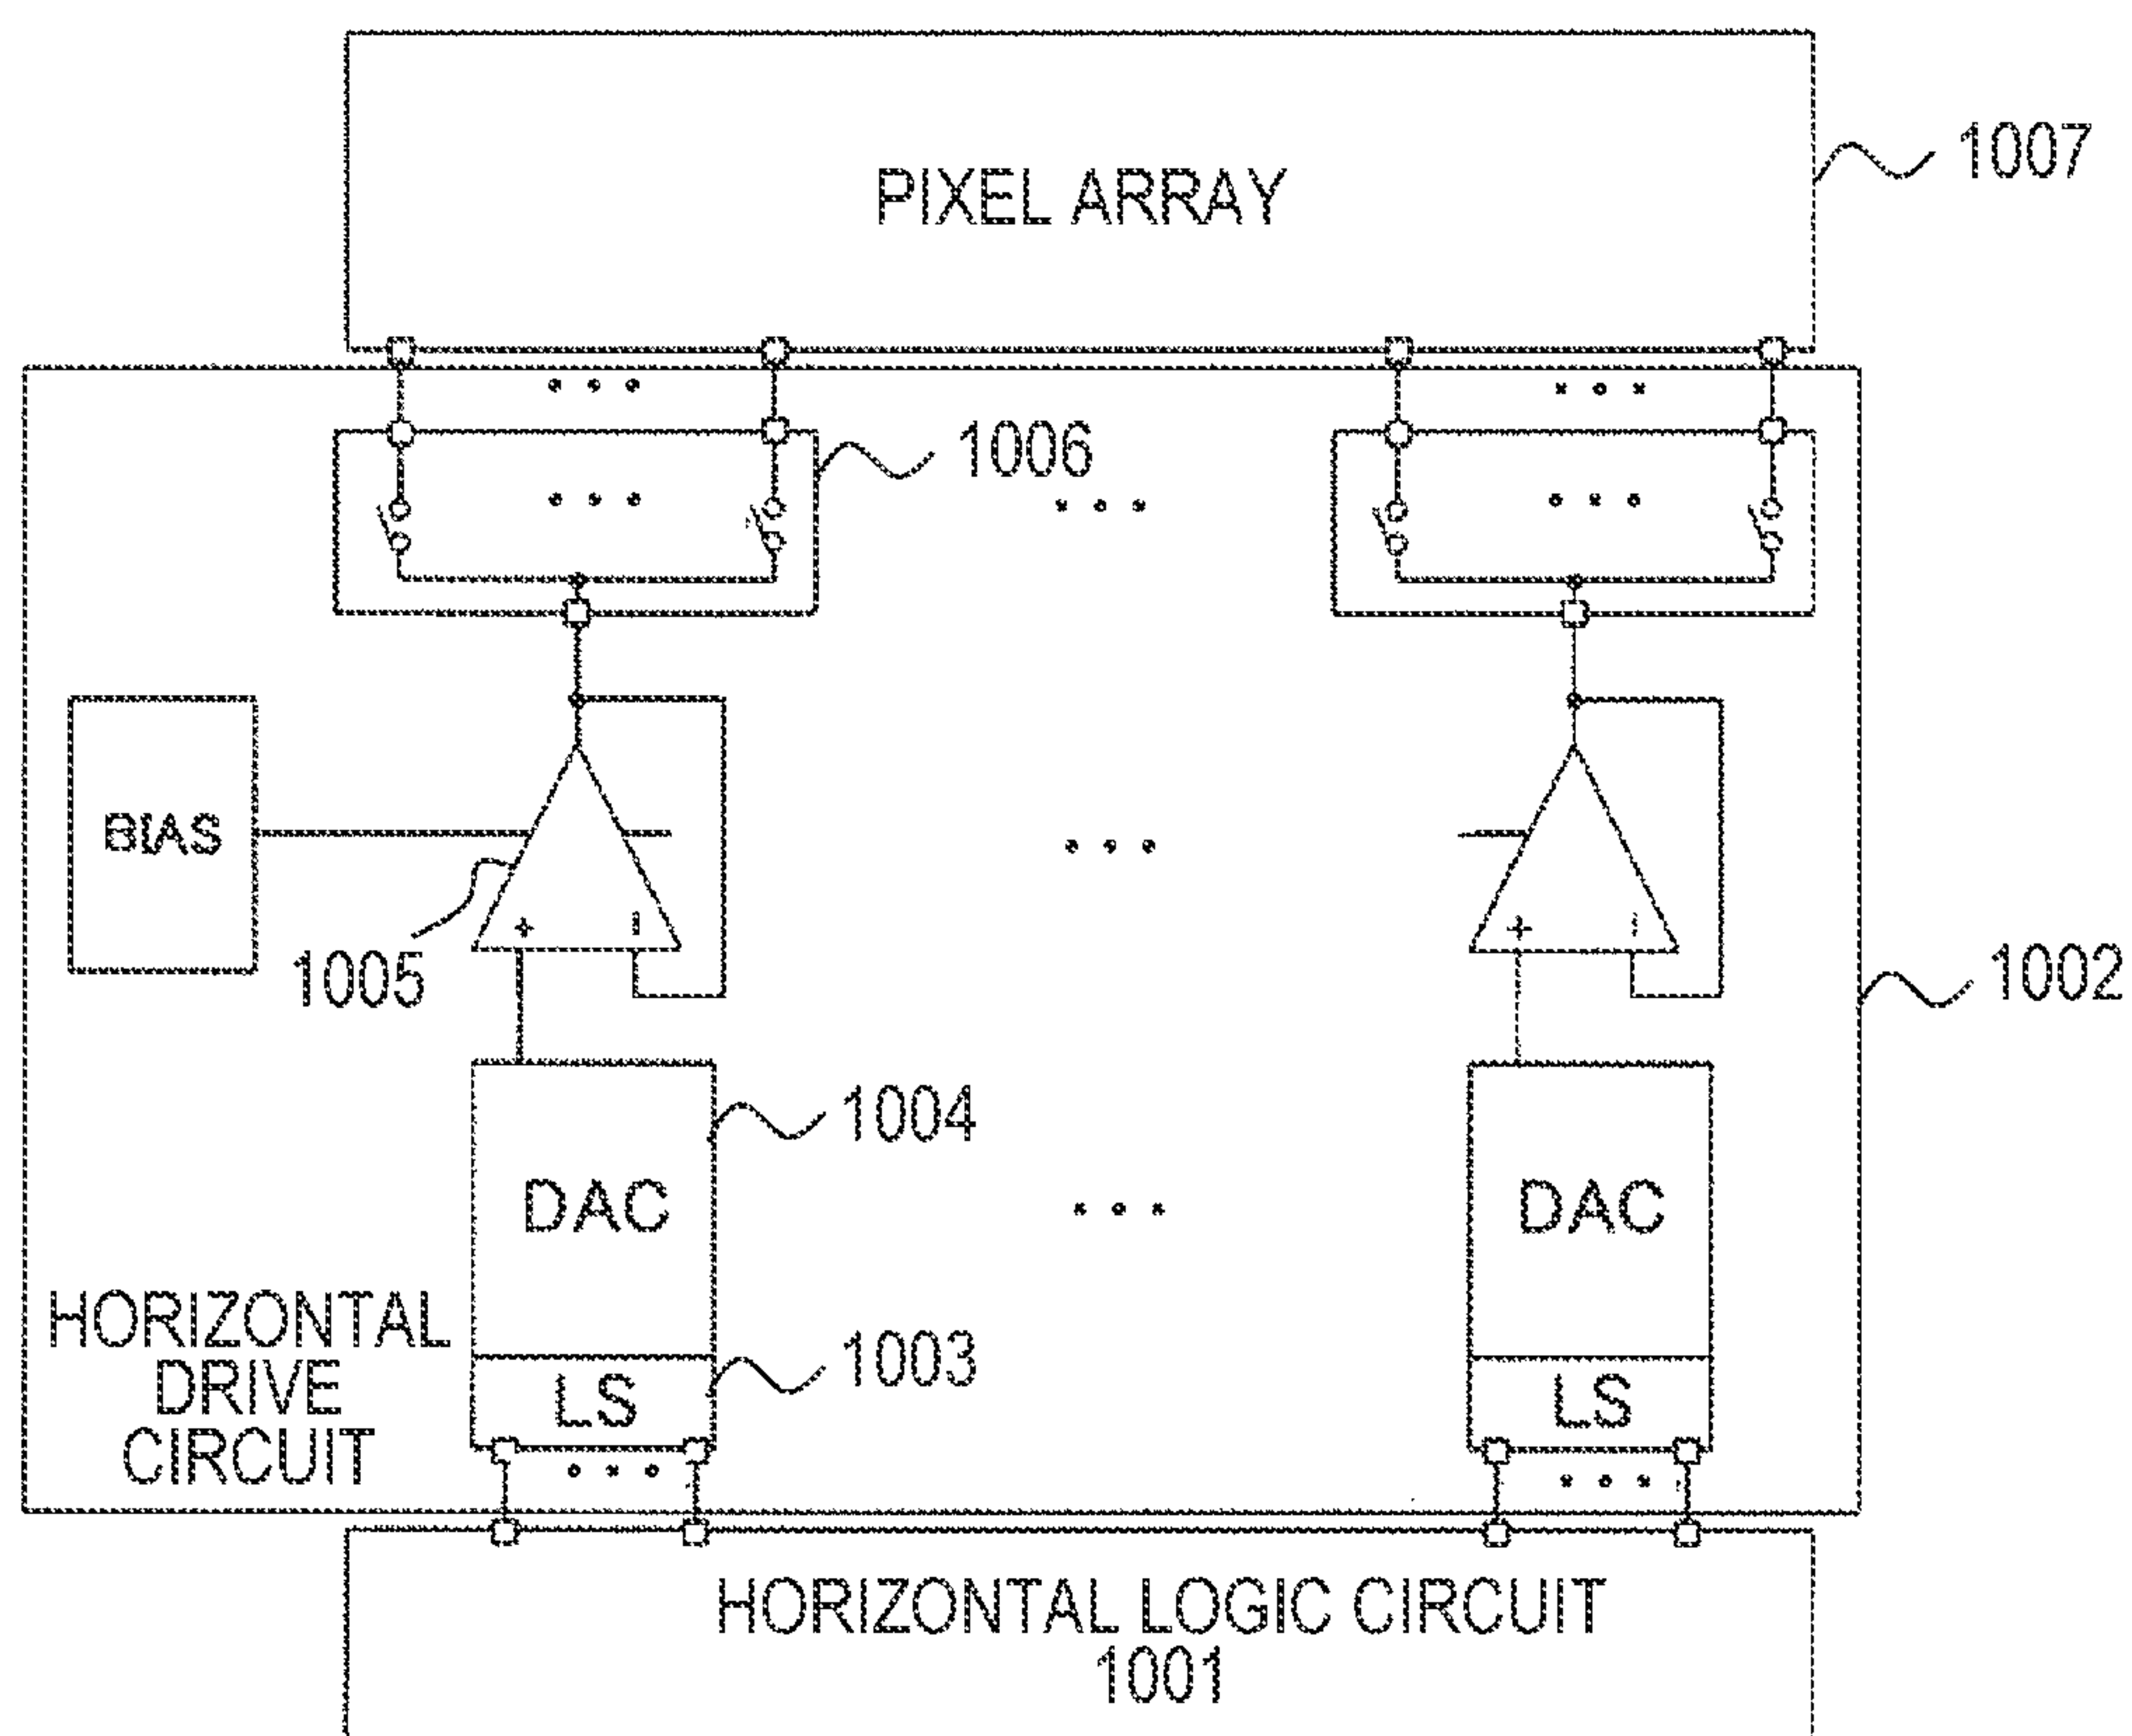 PIXEL ARRAY
1007
1006
BIAS
+
−
+
−
1005
1002
1004
DAC
DAC
HORIZONTAL
DRIVE
CIRCUIT
1003
LS
LS
HORIZONTAL LOGIC CIRCUIT
1001